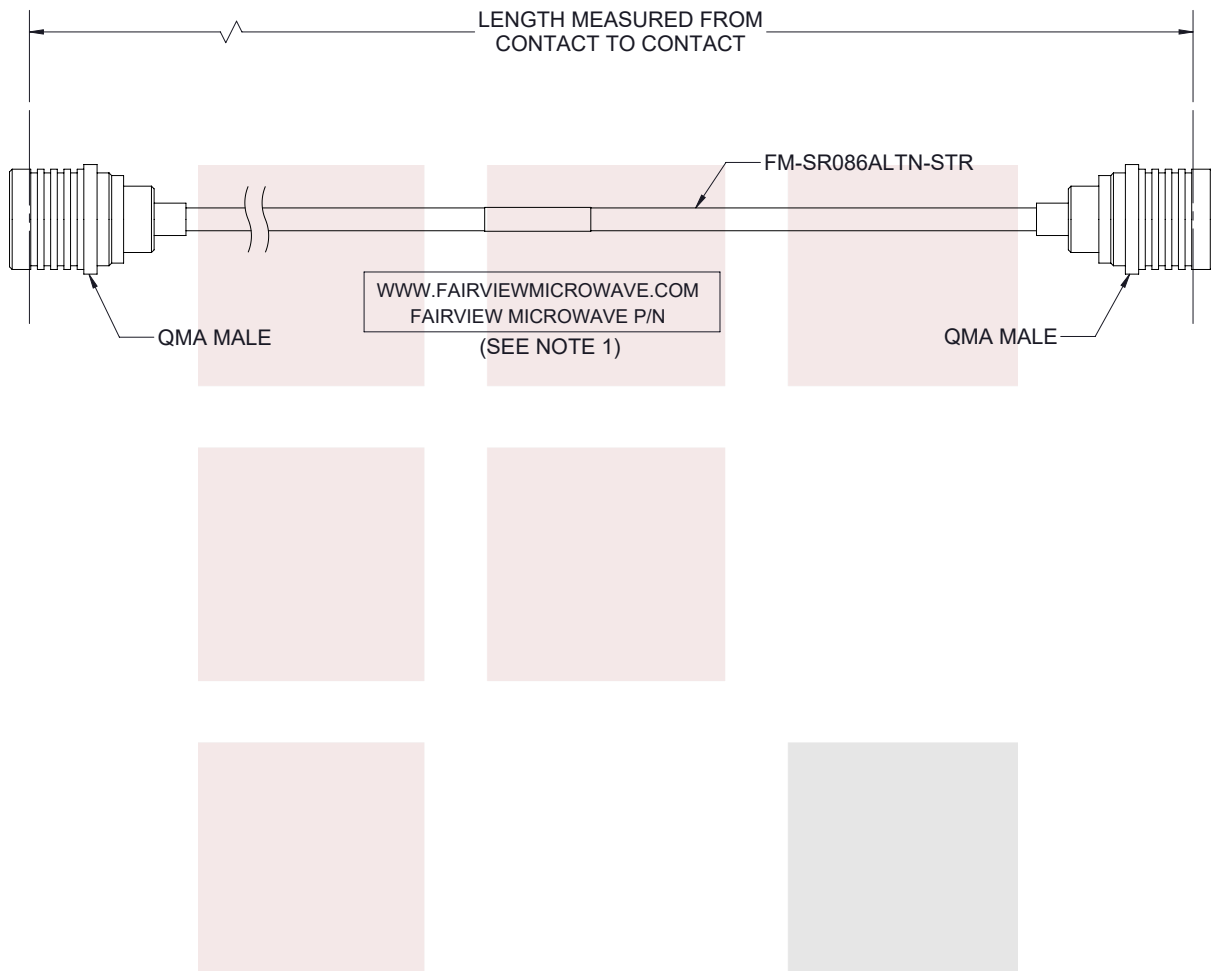 LENGTH MEASURED FROM
CONTACT TO CONTACT
FM-SR086ALTN-STR
WWW.FAIRVIEWMICROWAVE.COM
FAIRVIEW MICROWAVE P/N
(SEE NOTE 1)
QMA MALE
QMA MALE